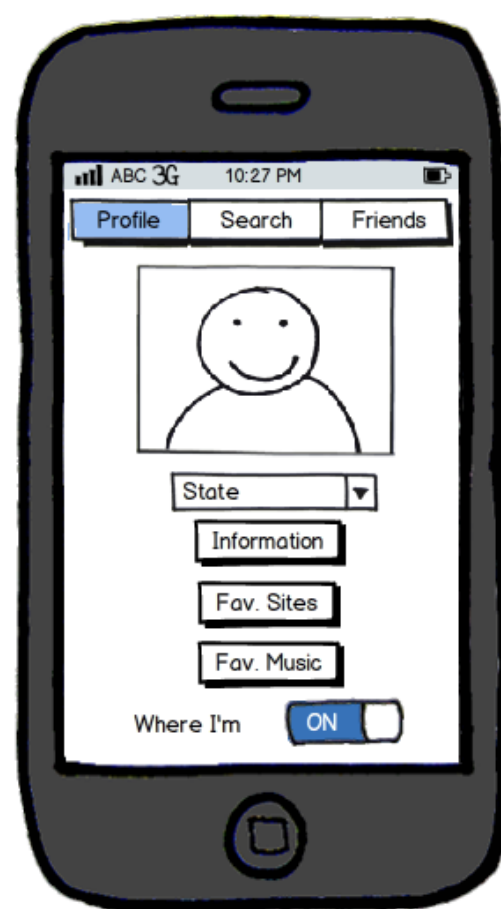 ABC 3G 10:27 PM
Profile Search Friends
State
Information
Fav. Sites
Fav. Music
Where I'm ON